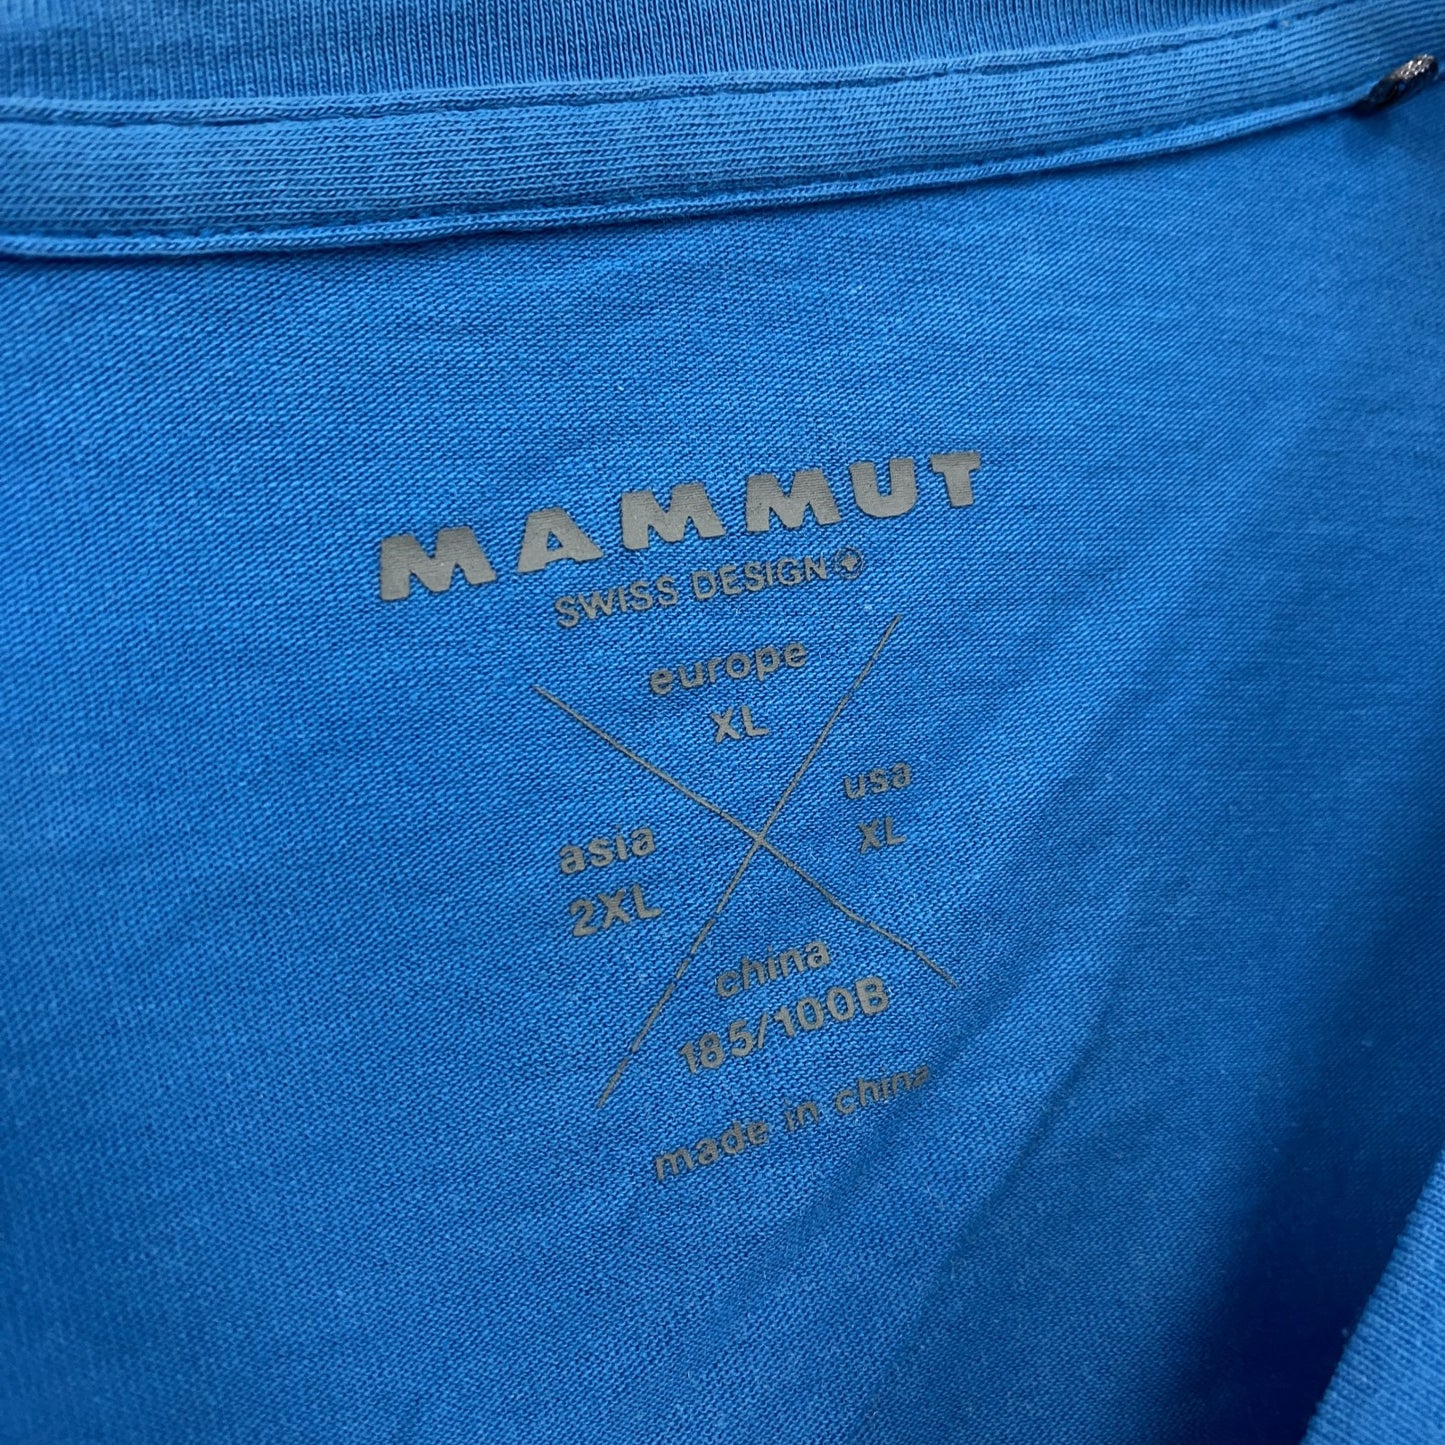 MAMMUT
SWISS DESIGN
europe
XL
usa
XL
asia
2XL
china
185/100B
made in china